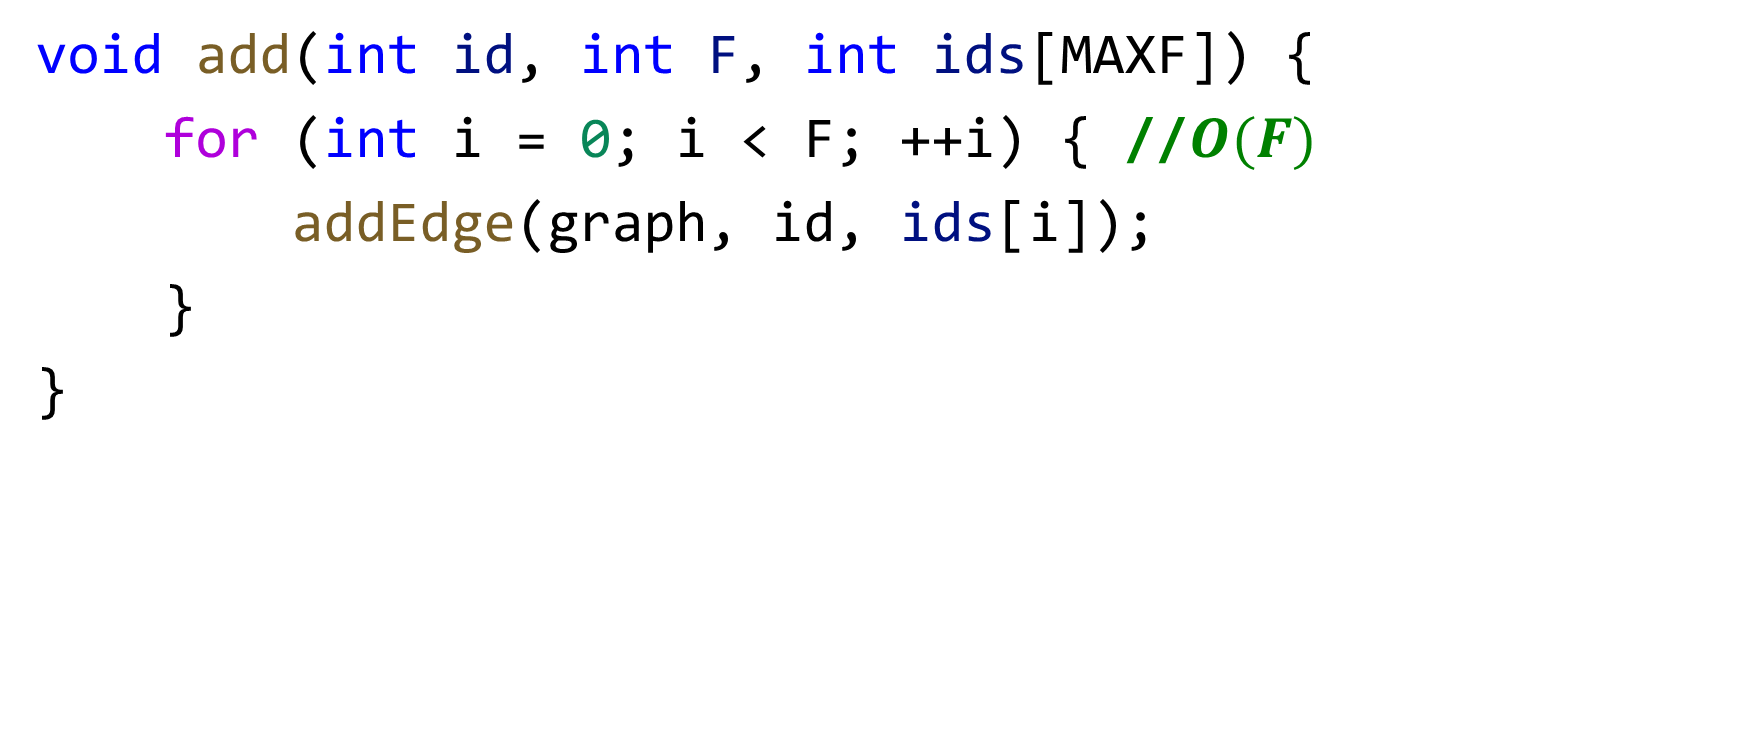 void add(int id, int F, int ids[MAXF]) {
    for (int i = 0; i < F; ++i) { //O(F)
        addEdge(graph, id, ids[i]);
    }
}